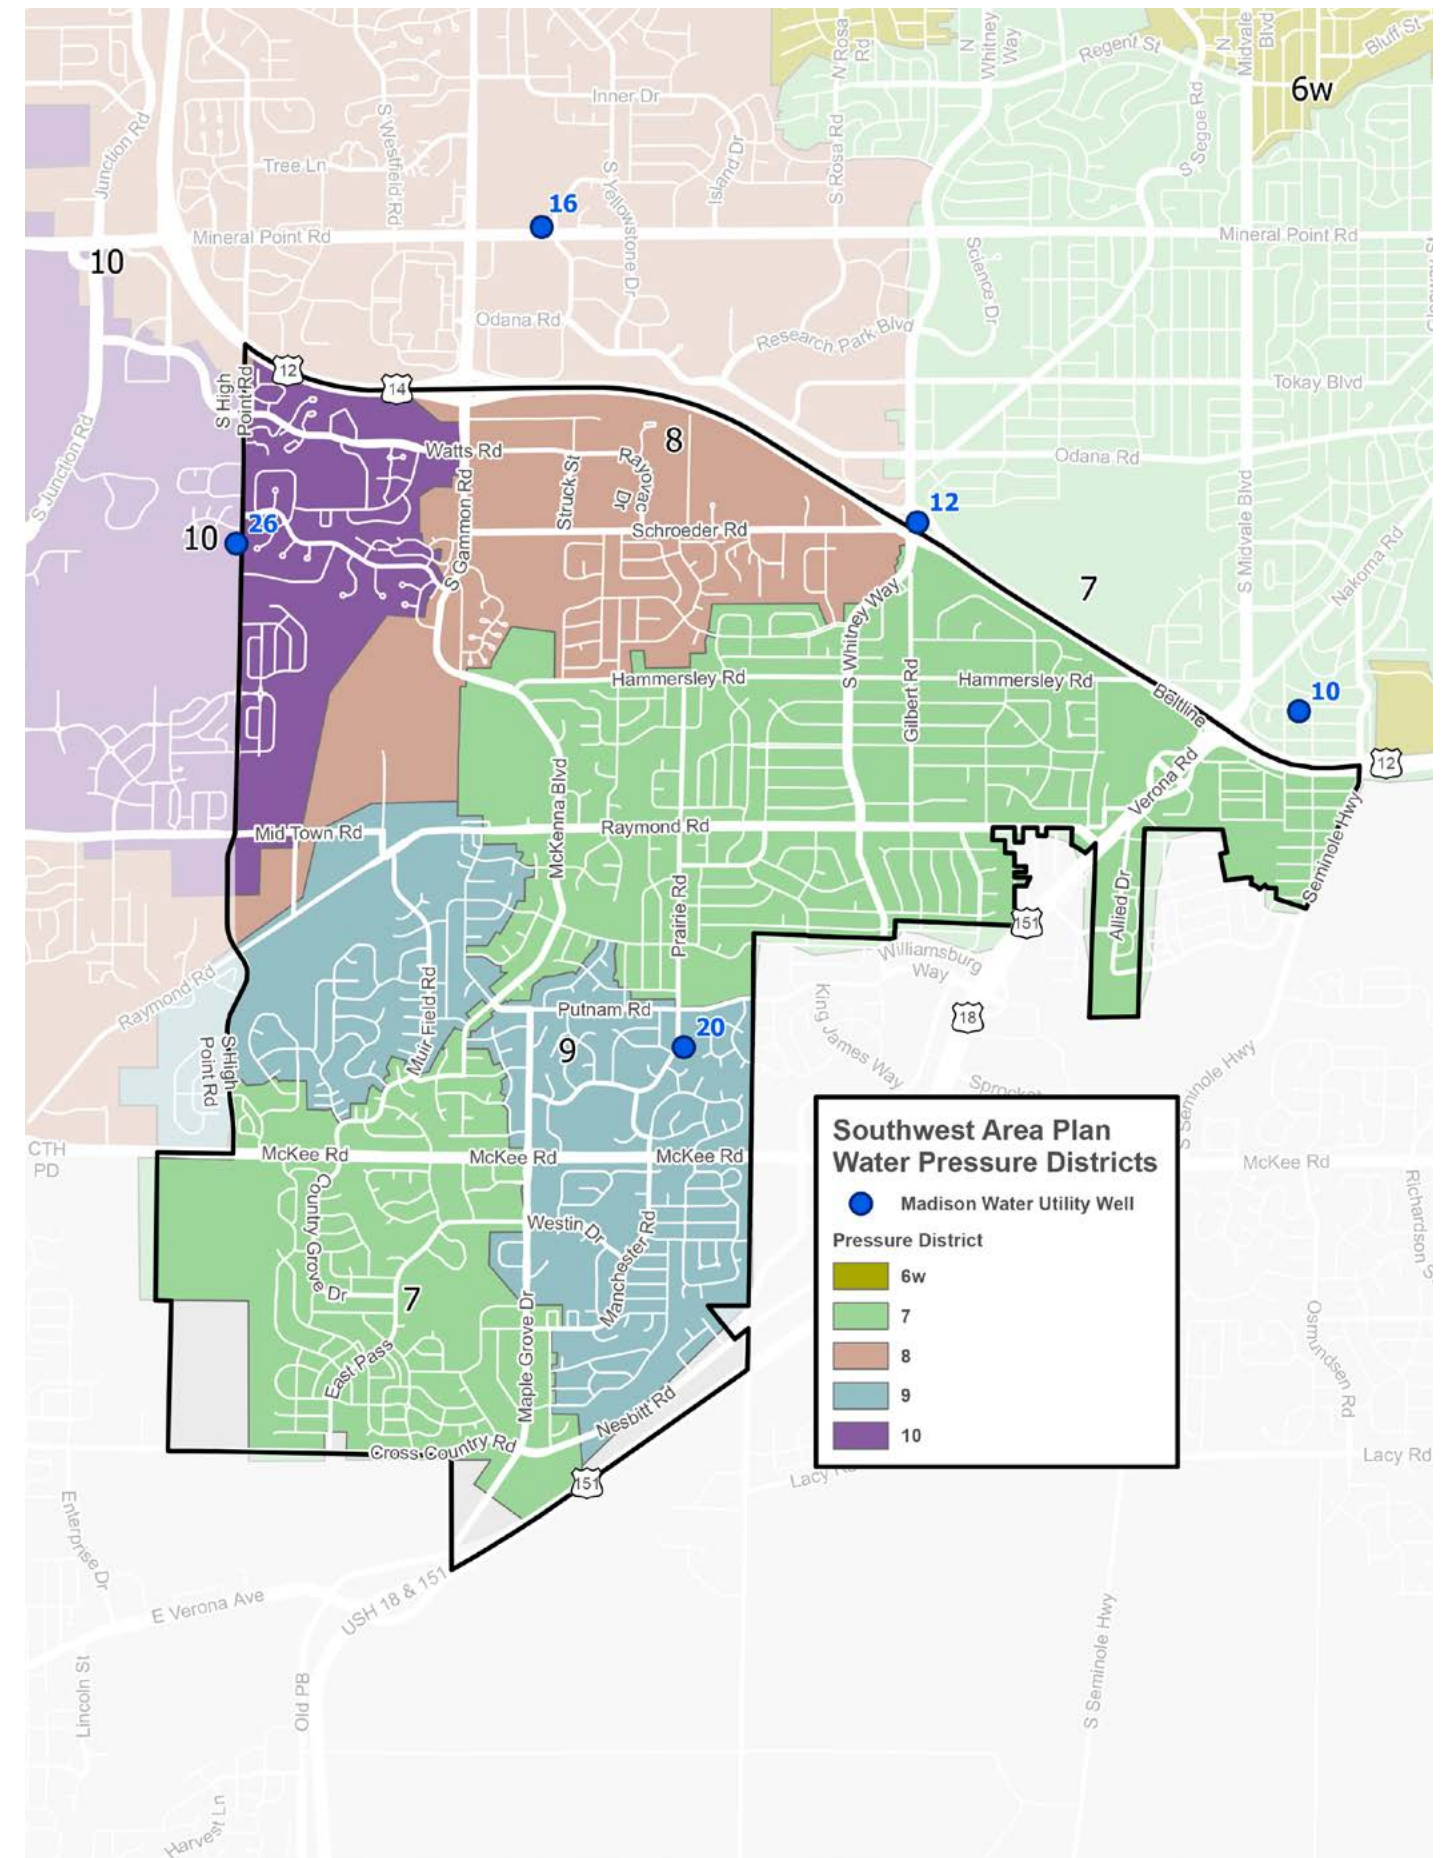 N Rosa
Rd
N
Whitney
Way
Regent St
N
Midvale
Blvd
Bluff St
6w
Inner Dr
Junction Rd
S Westfield Rd
Tree Ln
S Yellowstone Dr
Island Dr
S Rosa Rd
S Segoe Rd
16
Mineral Point Rd
Mineral Point Rd
10
Science Dr
Odana Rd
Research Park Blvd
12
14
S High
Point Rd
Tokay Blvd
S Junction Rd
8
Watts Rd
Struck St
Rayovac
Dr
Odana Rd
S Gammon Rd
S Midvale Blvd
12
26
10
Schroeder Rd
Nakoma Rd
7
S Whitney Way
Gilbert Rd
Hammersley Rd
Hammersley Rd
Beltline
10
12
McKenna Blvd
Verona Rd
Mid Town Rd
Raymond Rd
Seminole Hwy
Prairie Rd
Allied Dr
151
Williamsburg
Way
Raymond Rd
Muir Field Rd
Putnam Rd
King James Way
18
20
9
S High
Point Rd
S Seminole Hwy
CTH
PD
McKee Rd
McKee Rd
McKee Rd
McKee Rd
Southwest Area Plan
Water Pressure Districts
Madison Water Utility Well
Pressure District
6w
7
8
9
10
Country Grove Dr
Westin Dr
Manchester Rd
Richardson S
7
Maple Grove Dr
East Pass
Osmundsen Rd
Nesbitt Rd
Cross Country Rd
151
Lacy Rd
Enterprise Dr
E Verona Ave
USH 18 & 151
Lincoln St
Old PB
S Seminole Hwy
Harvest Ln